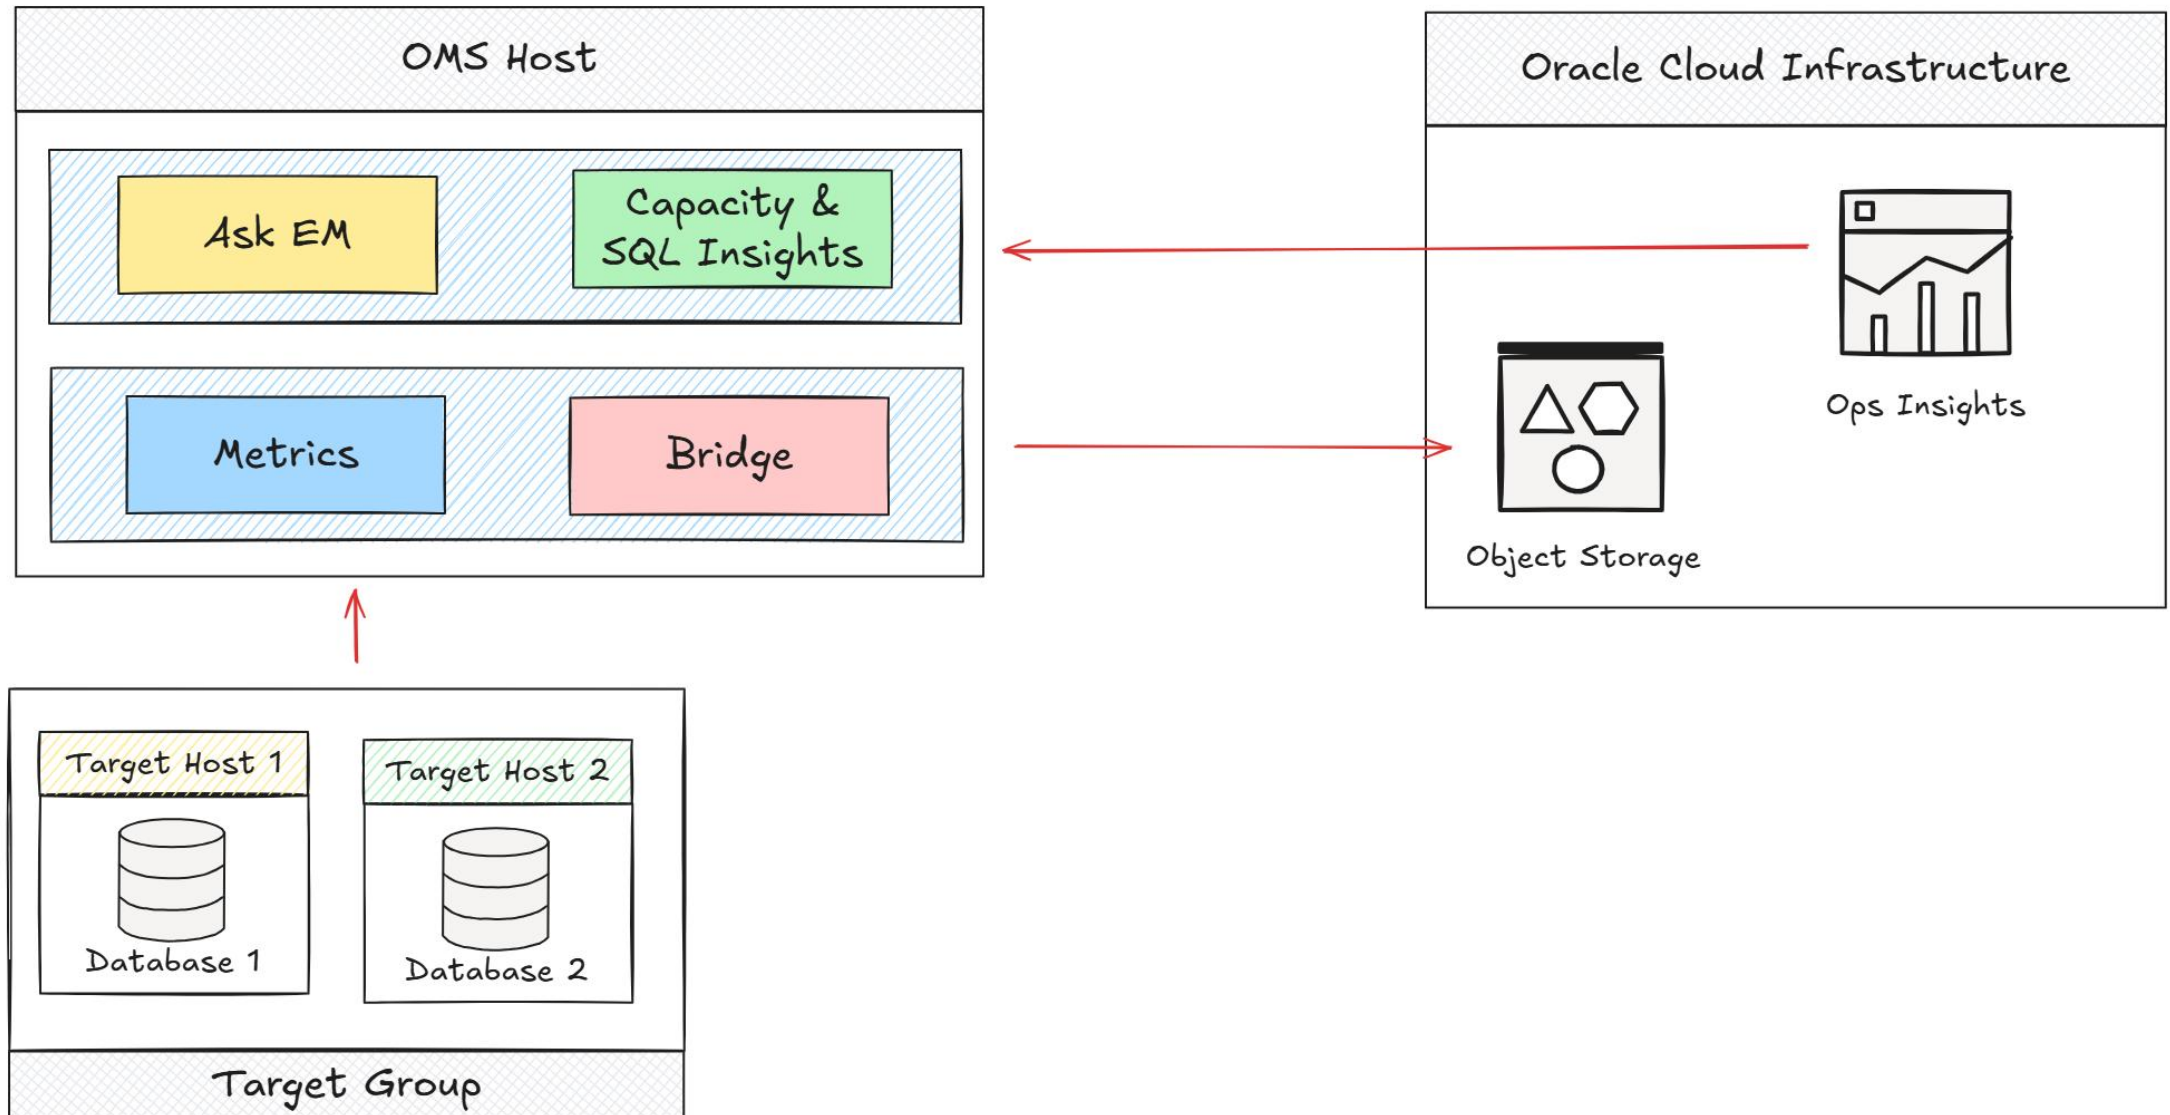 OMS Host
Oracle Cloud Infrastructure
Ask EM
Capacity &
SQL Insights
Metrics
Bridge
Ops Insights
Object Storage
Target Host 1
Target Host 2
Database 1
Database 2
Target Group